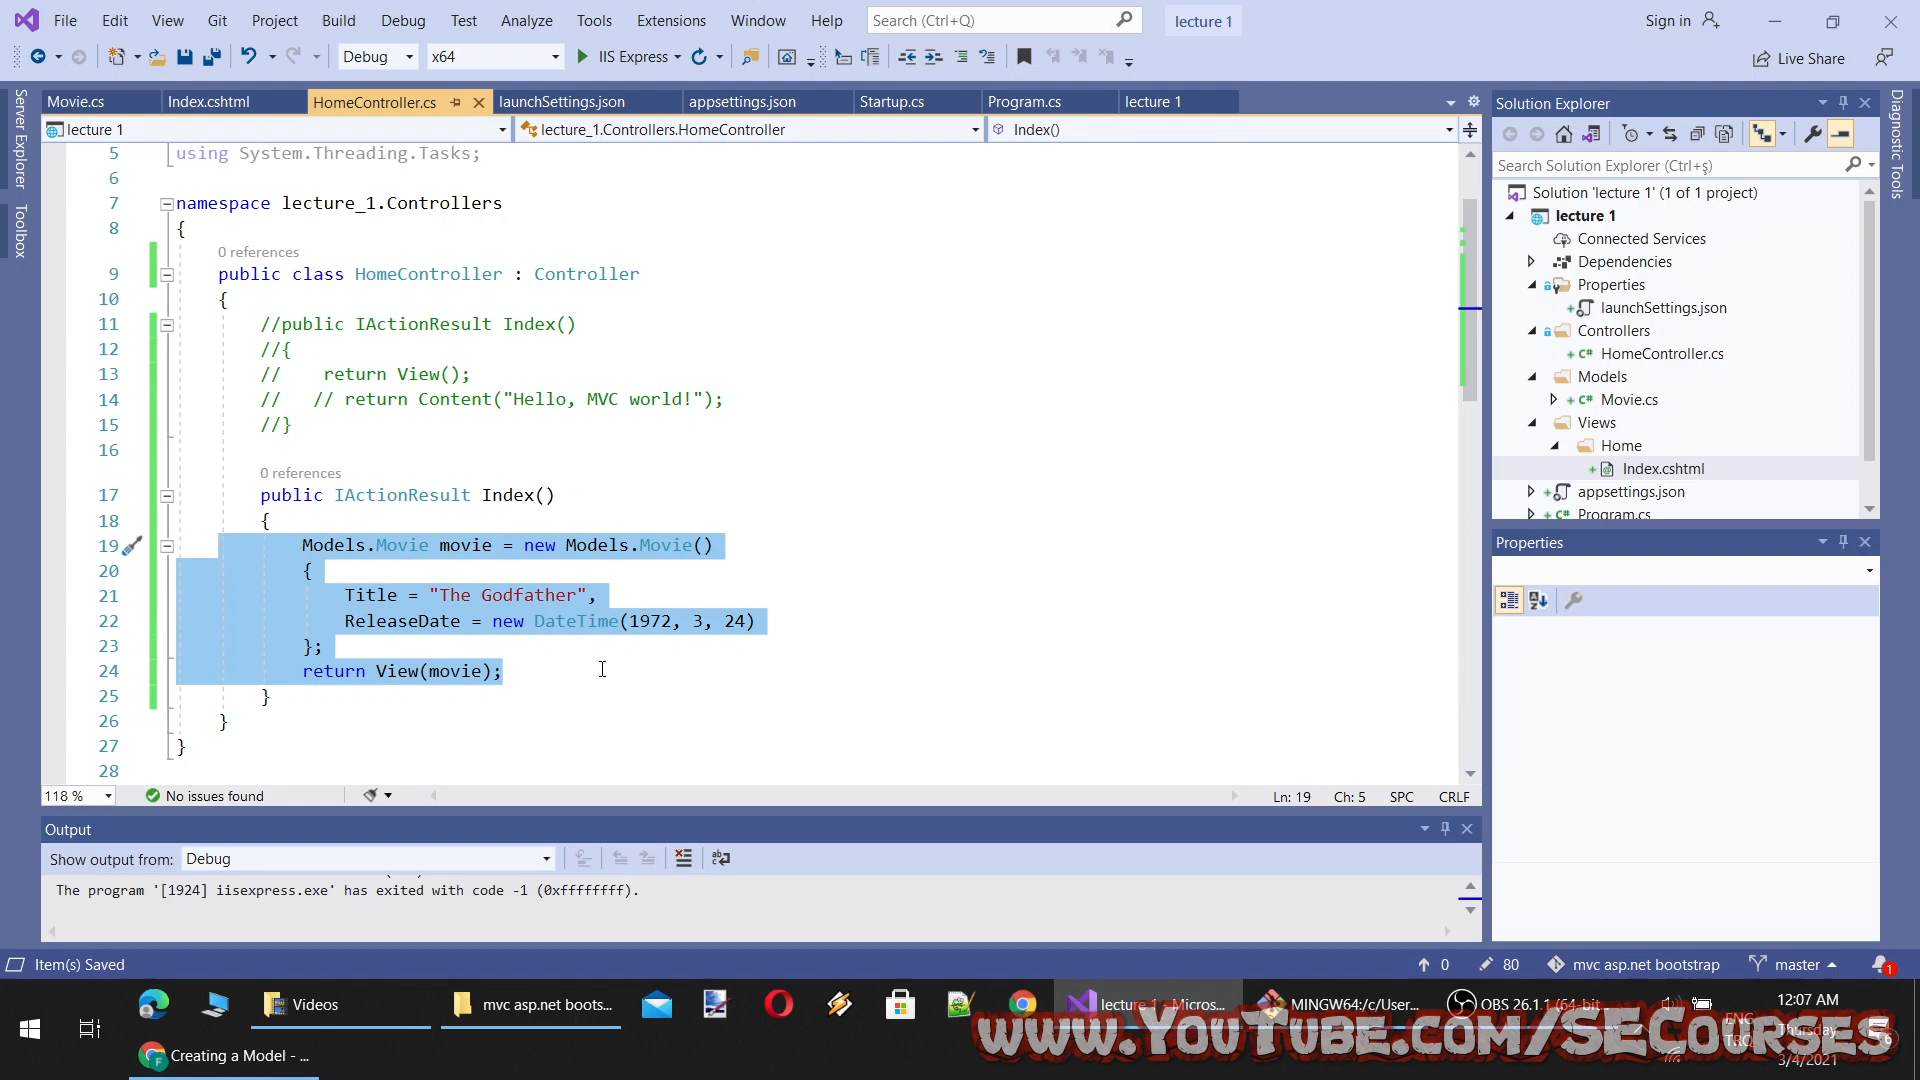 File Edit View Git Project Build Debug Test Analyze Tools Extensions Window Help Search (Ctrl+Q) lecture 1 Sign in
Debug x64 IIS Express Live Share
Server Explorer
Toolbox
Movie.cs Index.cshtml HomeController.cs launchSettings.json appsettings.json Startup.cs Program.cs lecture 1
lecture 1 lecture_1.Controllers.HomeController Index()
5 using System.Threading.Tasks;
6
7 namespace lecture_1.Controllers
8 {
0 references
9 public class HomeController : Controller
10 {
11 //public IActionResult Index()
12 //{
13 // return View();
14 // // return Content("Hello, MVC world!");
15 //}
16
0 references
17 public IActionResult Index()
18 {
19 Models.Movie movie = new Models.Movie()
20 {
21 Title = "The Godfather",
22 ReleaseDate = new DateTime(1972, 3, 24)
23 };
24 return View(movie);
25 }
26 }
27 }
28
118 % No issues found Ln: 19 Ch: 5 SPC CRLF
Output
Show output from: Debug
The program '[1924] iisexpress.exe' has exited with code -1 (0xffffffff).
Solution Explorer
Search Solution Explorer (Ctrl+ş)
Solution 'lecture 1' (1 of 1 project)
lecture 1
Connected Services
Dependencies
Properties
launchSettings.json
Controllers
C# HomeController.cs
Models
C# Movie.cs
Views
Home
Index.cshtml
appsettings.json
C# Program.cs
Properties
Diagnostic Tools
Item(s) Saved 0 80 mvc asp.net bootstrap master 1
Videos mvc asp.net boots... lecture 1 - Micros... MINGW64:/c/User... OBS 26.1.1 (64-bit... 12:07 AM
ENG Thursday
Creating a Model - ... TRQ 3/4/2021
www.YouTube.com/SECourses